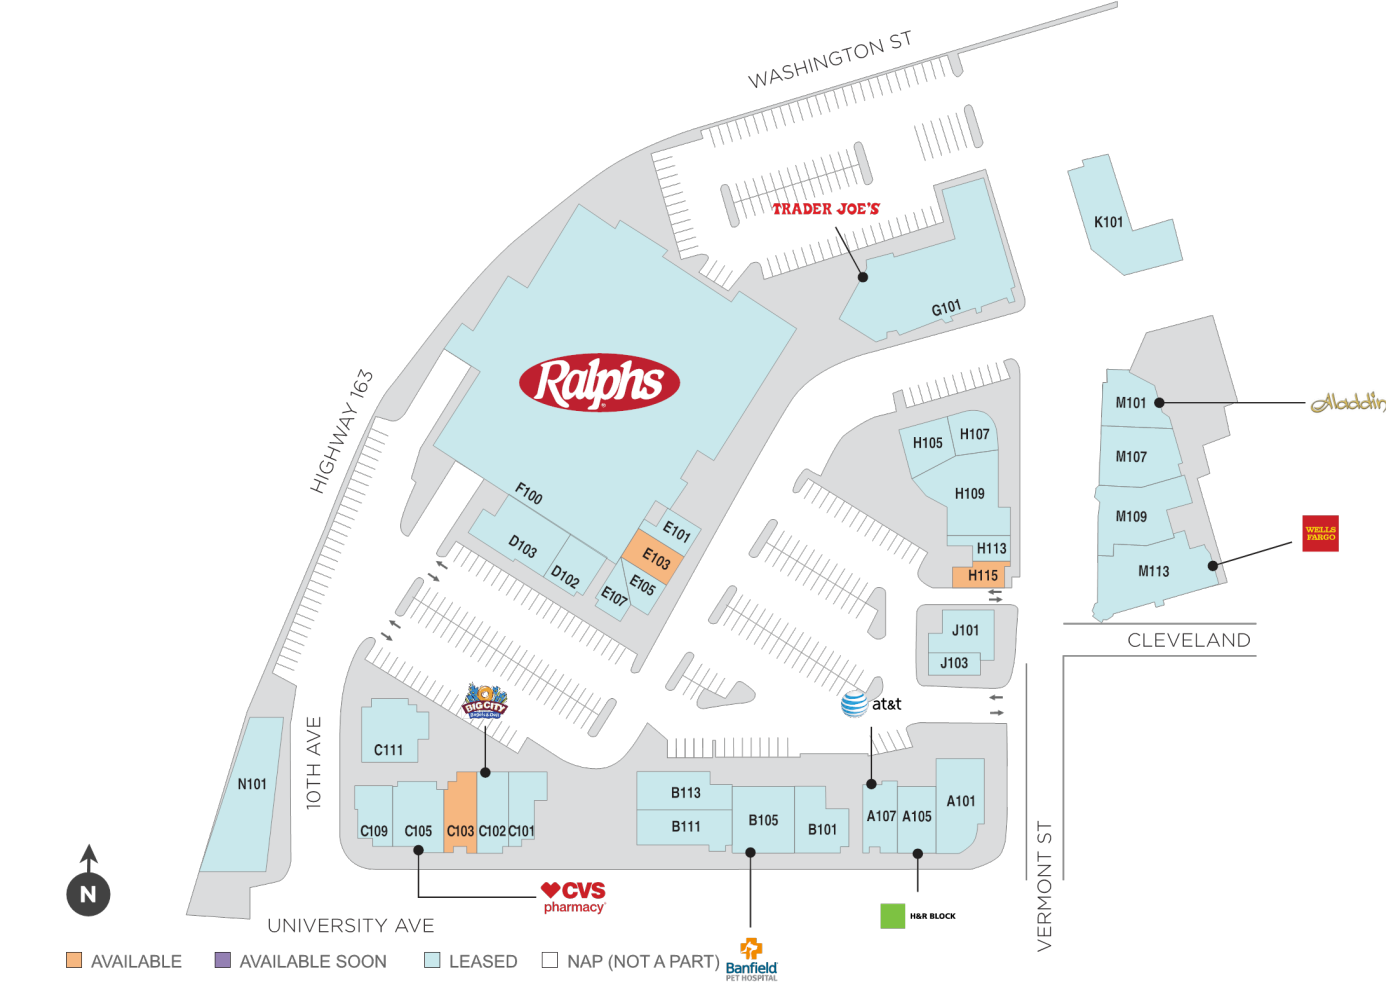 WASHINGTON ST
TRADER JOE'S
K101
G101
HIGHWAY 163
Ralphs
M101
Aladdin
H105
H107
M107
F100
H109
M109
WELLS
FARGO
E101
D103
E103
H113
M113
D102
E105
H115
E107
J101
CLEVELAND
J103
BIG CITY
at&t
C111
10TH AVE
N101
B113
B111
B105
B101
A107
A105
A101
C109
C105
C103
C102
C101
VERMONT ST
N
CVS
pharmacy
H&R BLOCK
UNIVERSITY AVE
AVAILABLE
AVAILABLE SOON
LEASED
NAP (NOT A PART)
Banfield
PET HOSPITAL